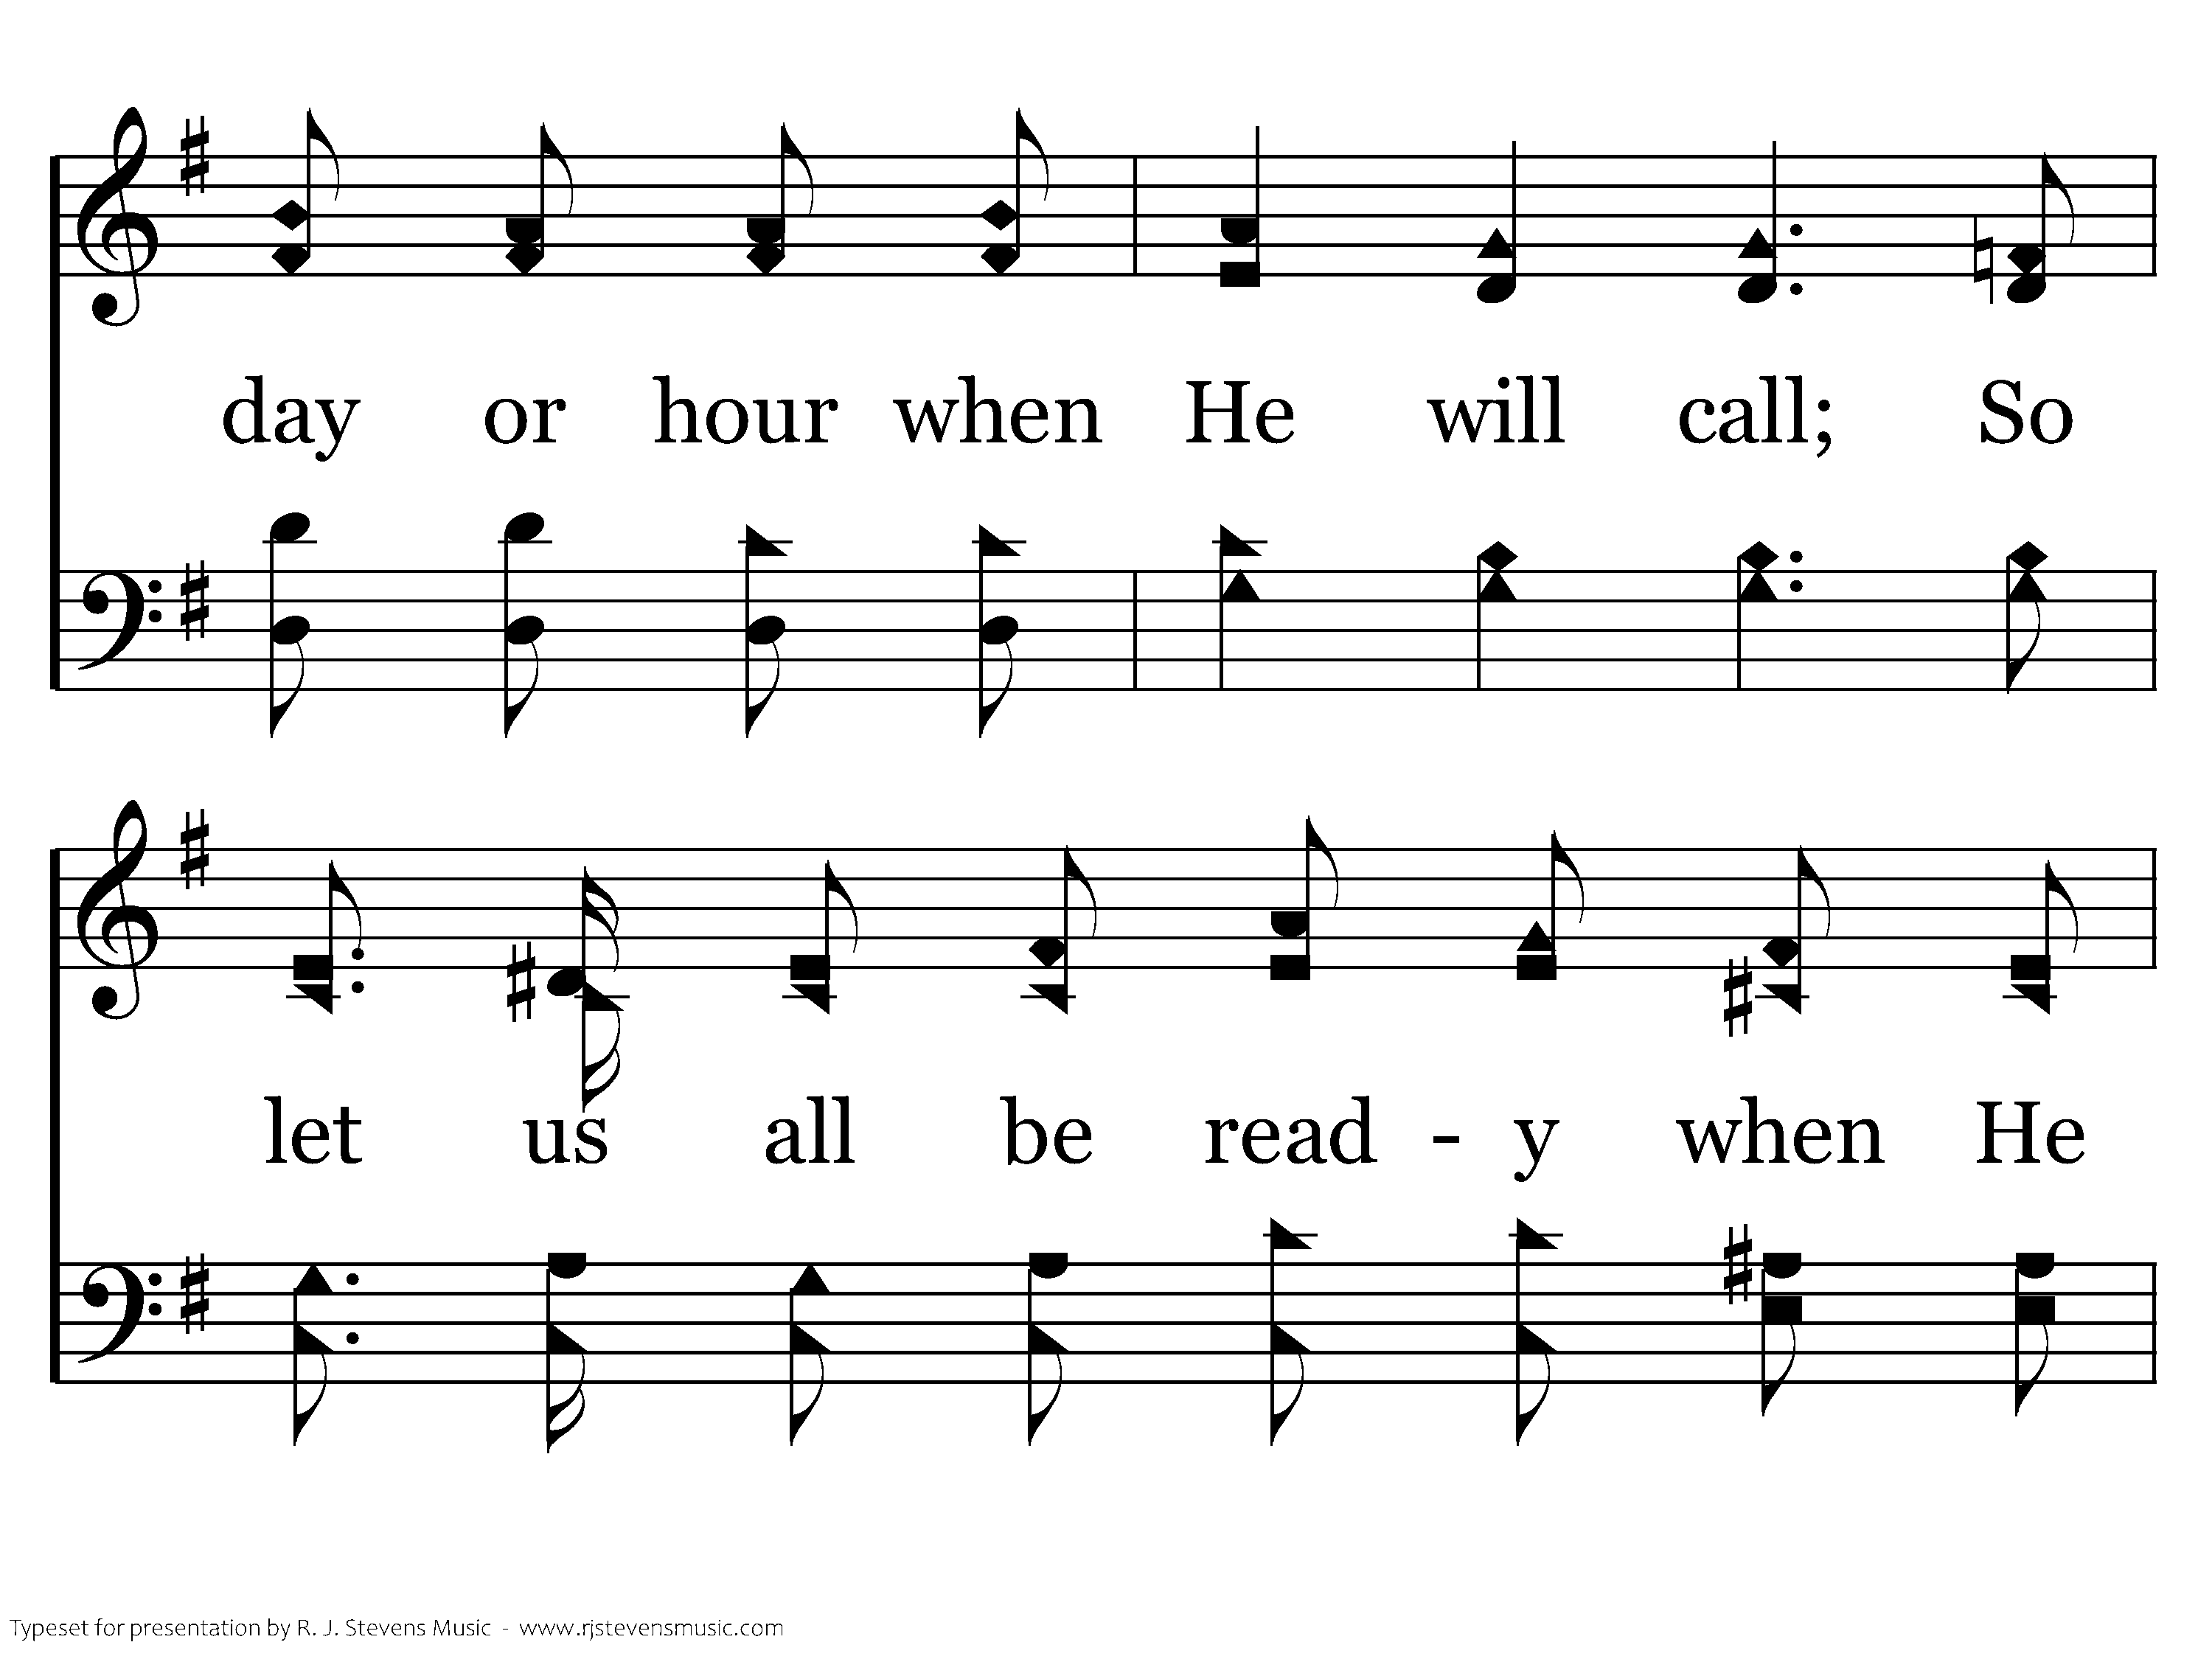 day or hour when He will call; So
let us all be read - y when He
Typeset for presentation by R. J. Stevens Music - www.rjstevensmusic.com